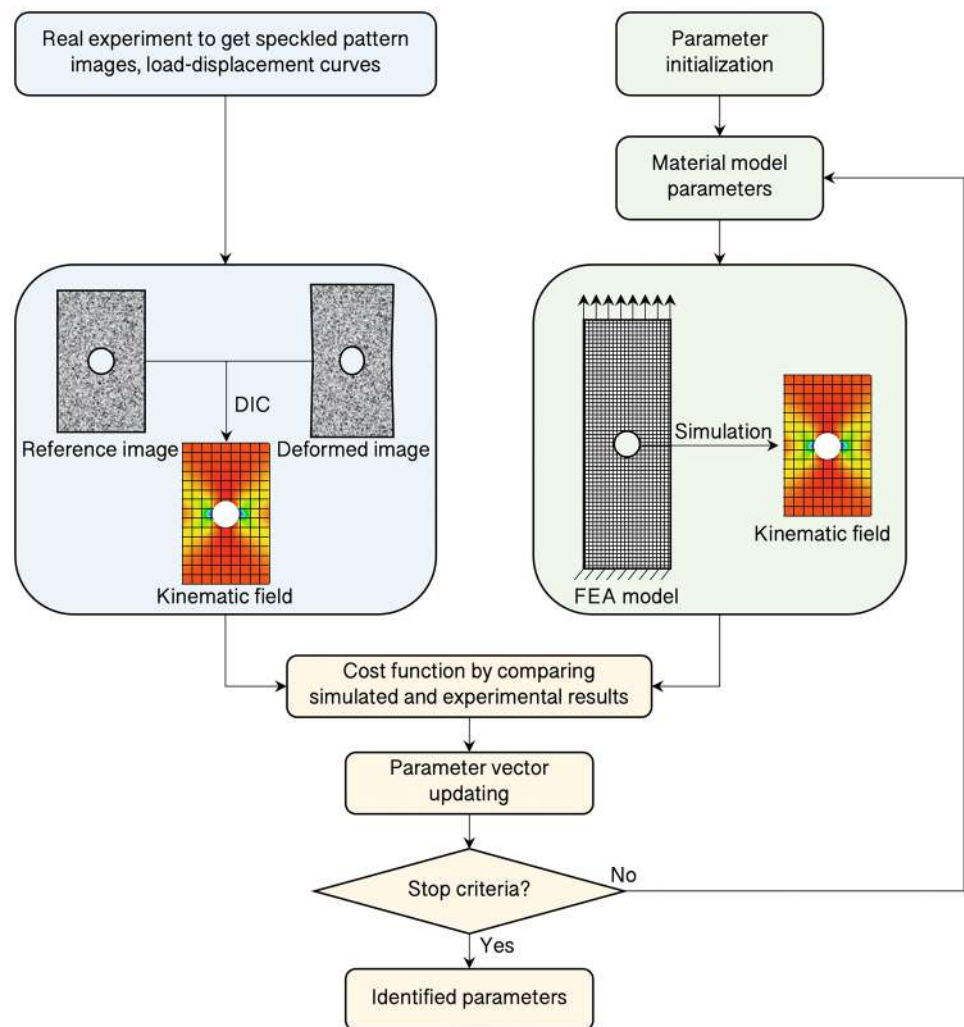 Real experiment to get speckled pattern
images, load-displacement curves
Parameter
initialization
Material model
parameters
DIC
Reference image
Deformed image
Kinematic field
Simulation
Kinematic field
FEA model
Cost function by comparing
simulated and experimental results
Parameter vector
updating
Stop criteria?
No
Yes
Identified parameters